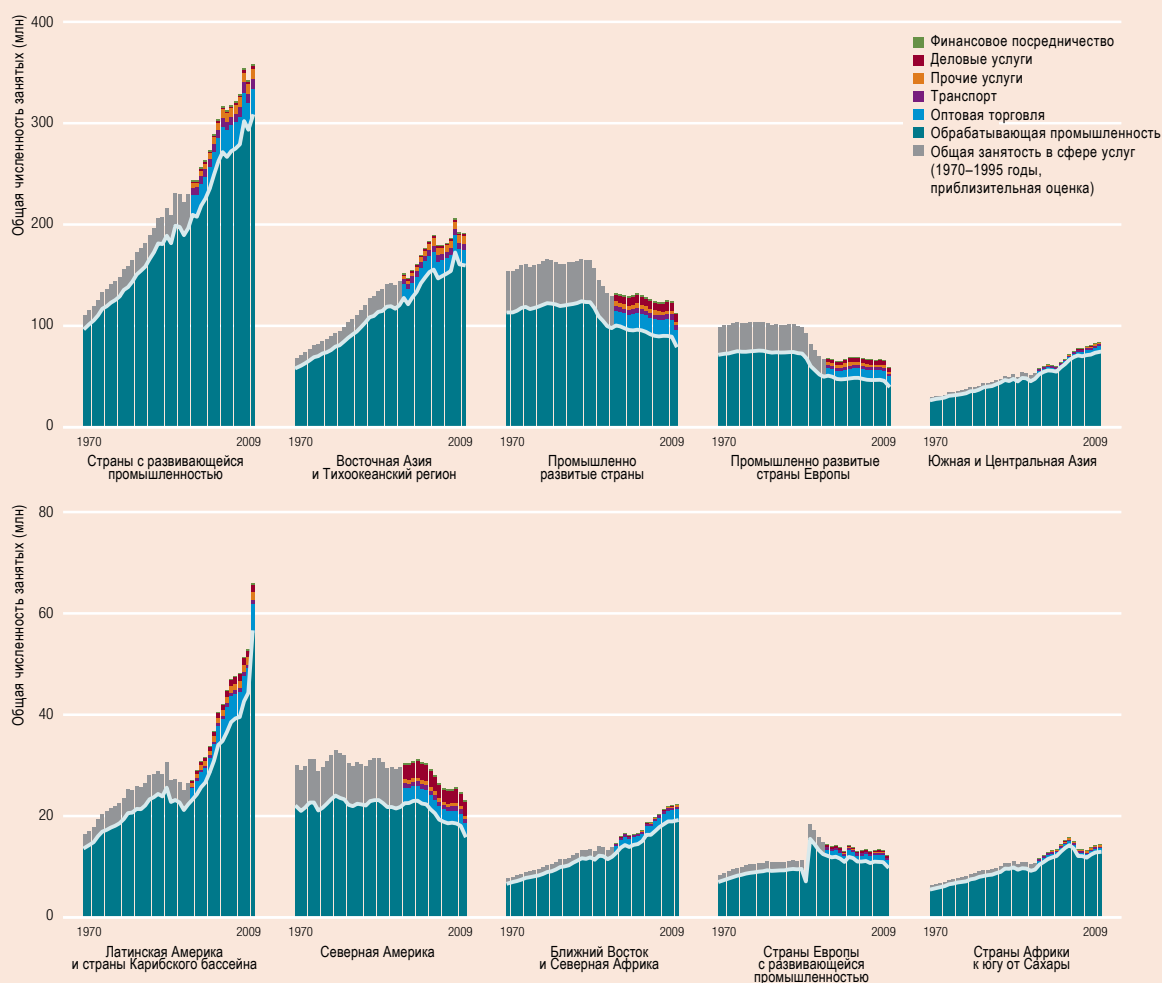 Общая численность занятых (млн)
400
300
200
100
0
Финансовое посредничество
Деловые услуги
Прочие услуги
Транспорт
Оптовая торговля
Обрабатывающая промышленность
Общая занятость в сфере услуг
(1970–1995 годы,
приблизительная оценка)
1970 2009
Страны с развивающейся
промышленностью
1970 2009
Восточная Азия
и Тихоокеанский регион
1970 2009
Промышленно
развитые страны
1970 2009
Промышленно развитые
страны Европы
1970 2009
Южная и Центральная Азия
Общая численность занятых (млн)
80
60
40
20
0
1970 2009
Латинская Америка
и страны Карибского бассейна
1970 2009
Северная Америка
1970 2009
Ближний Восток
и Северная Африка
1970 2009
Страны Европы
с развивающейся
промышленностью
1970 2009
Страны Африки
к югу от Сахары